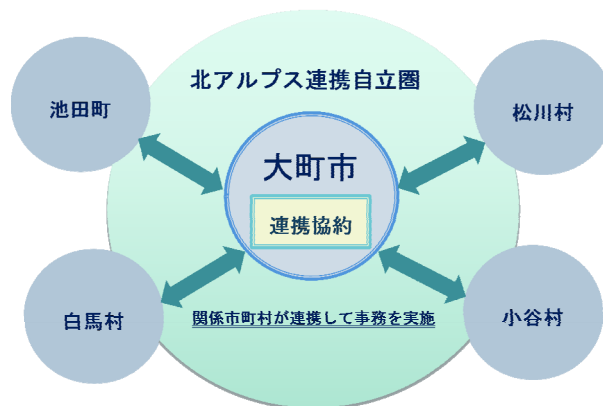 北アルプス連携自立圏
池田町
松川村
大町市
連携協約
白馬村
関係市町村が連携して事務を実施
小谷村